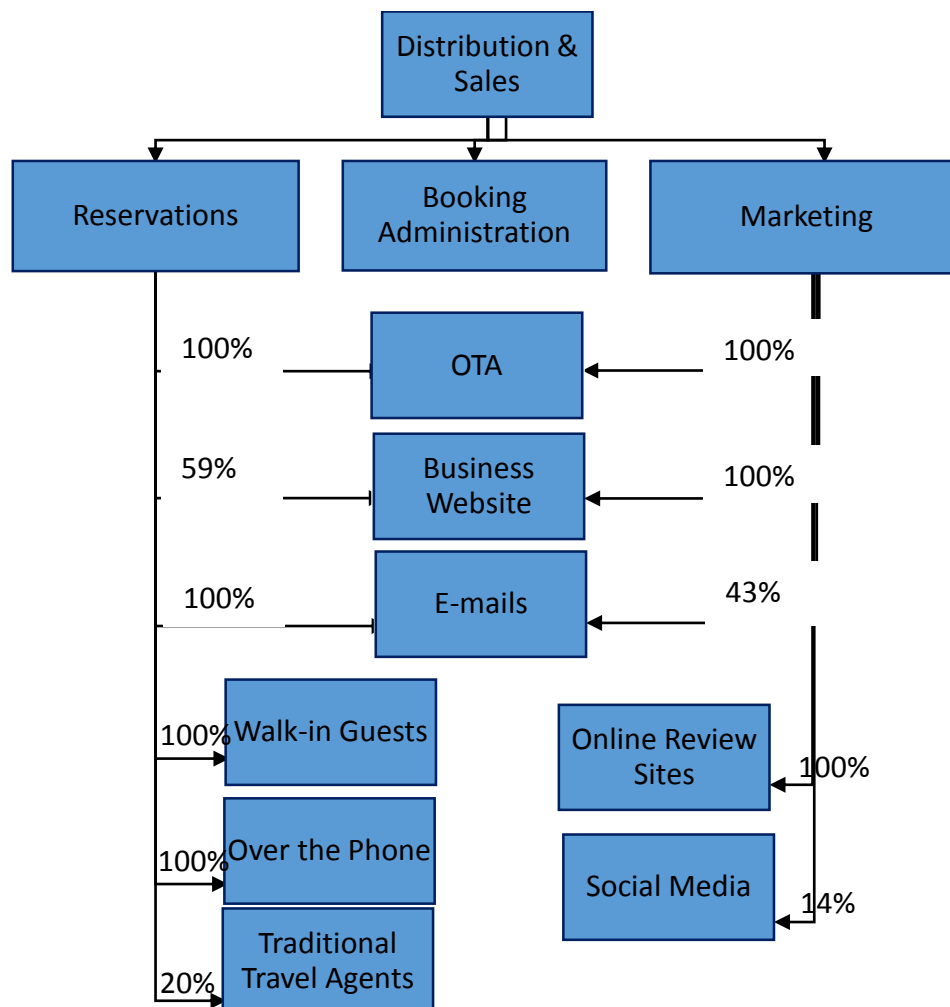 Distribution &
Sales
Reservations
Booking
Administration
Marketing
100%
OTA
100%
59%
Business
Website
100%
100%
E-mails
43%
Walk-in Guests
100%
Online Review
Sites
100%
Over the Phone
100%
Social Media
14%
Traditional
Travel Agents
20%